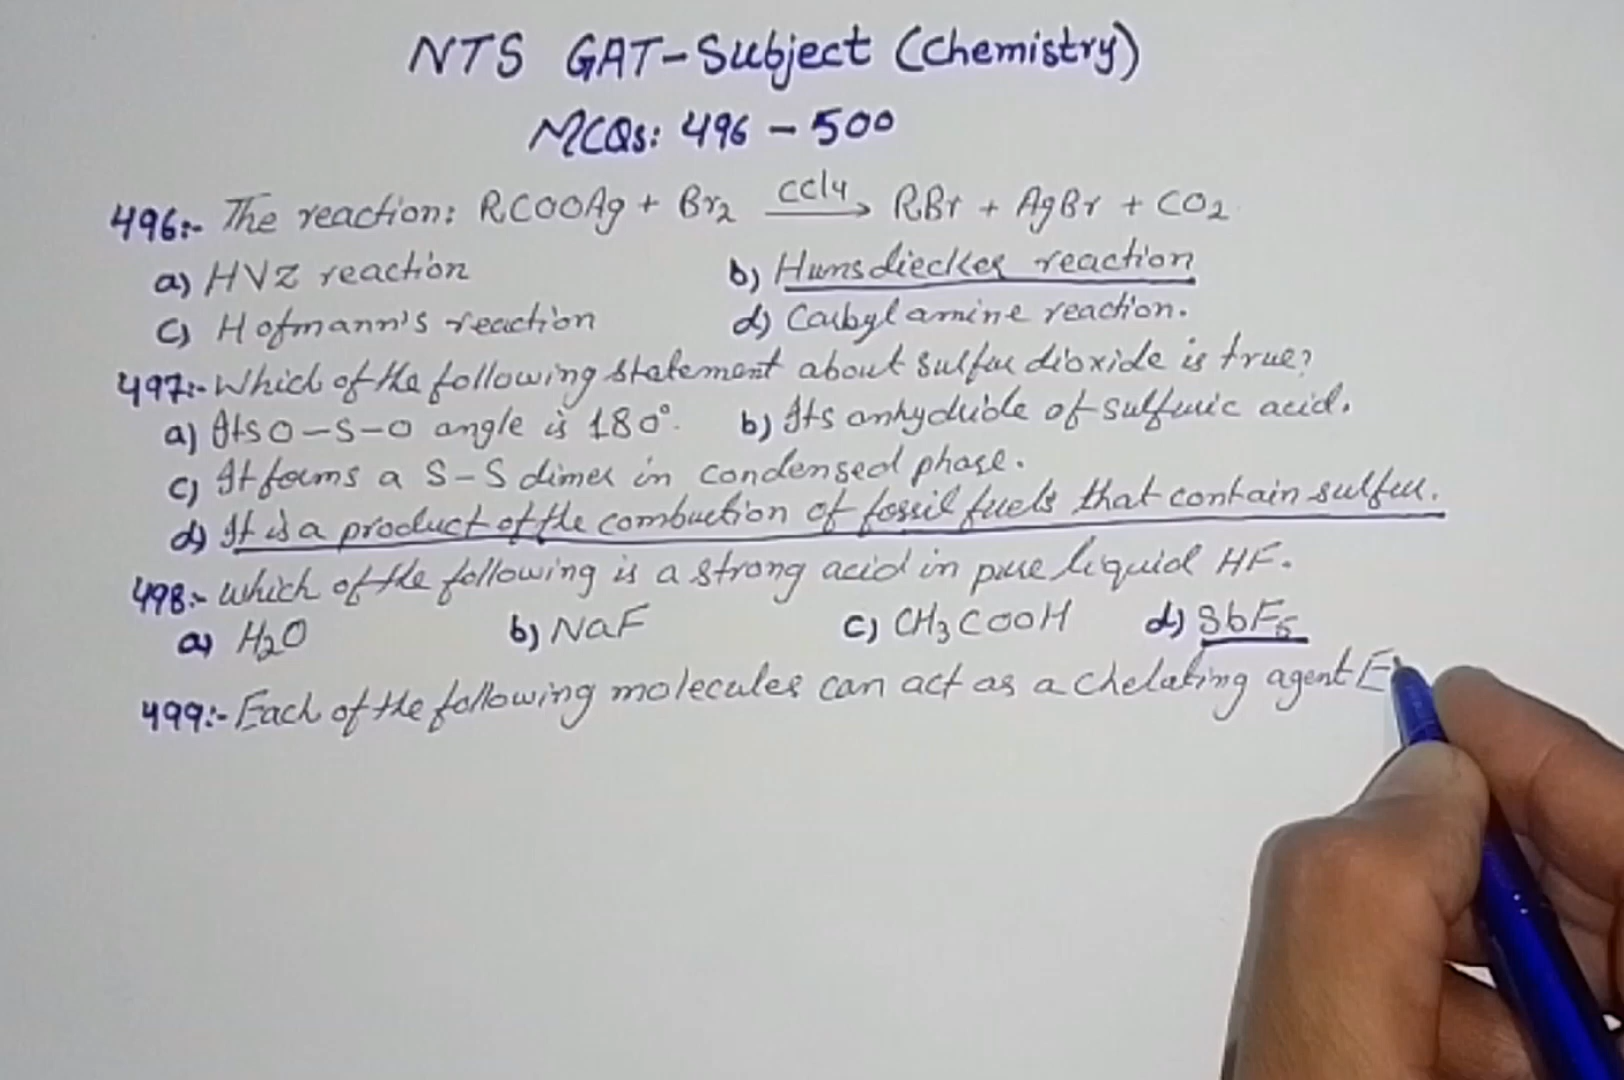 NTS GAT-Subject (Chemistry)
MCQs: 496 - 500
496:- The reaction: RCOOAg + Br2 CCl4→ RBr + AgBr + CO2
a) HVZ reaction b) Hunsdiecker reaction
c) Hofmann's reaction d) Carbylamine reaction.
497:- Which of the following statement about sulfur dioxide is true?
a) Its O-S-O angle is 180°. b) Its anhydride of sulfuric acid.
c) It forms a S-S dimer in condensed phase.
d) It is a product of the combuction of fossil fuels that contain sulfur.
498:- Which of the following is a strong acid in pure liquid HF.
a) H2O b) NaF c) CH3COOH d) SbF5
499:- Each of the following molecules can act as a chelating agent E